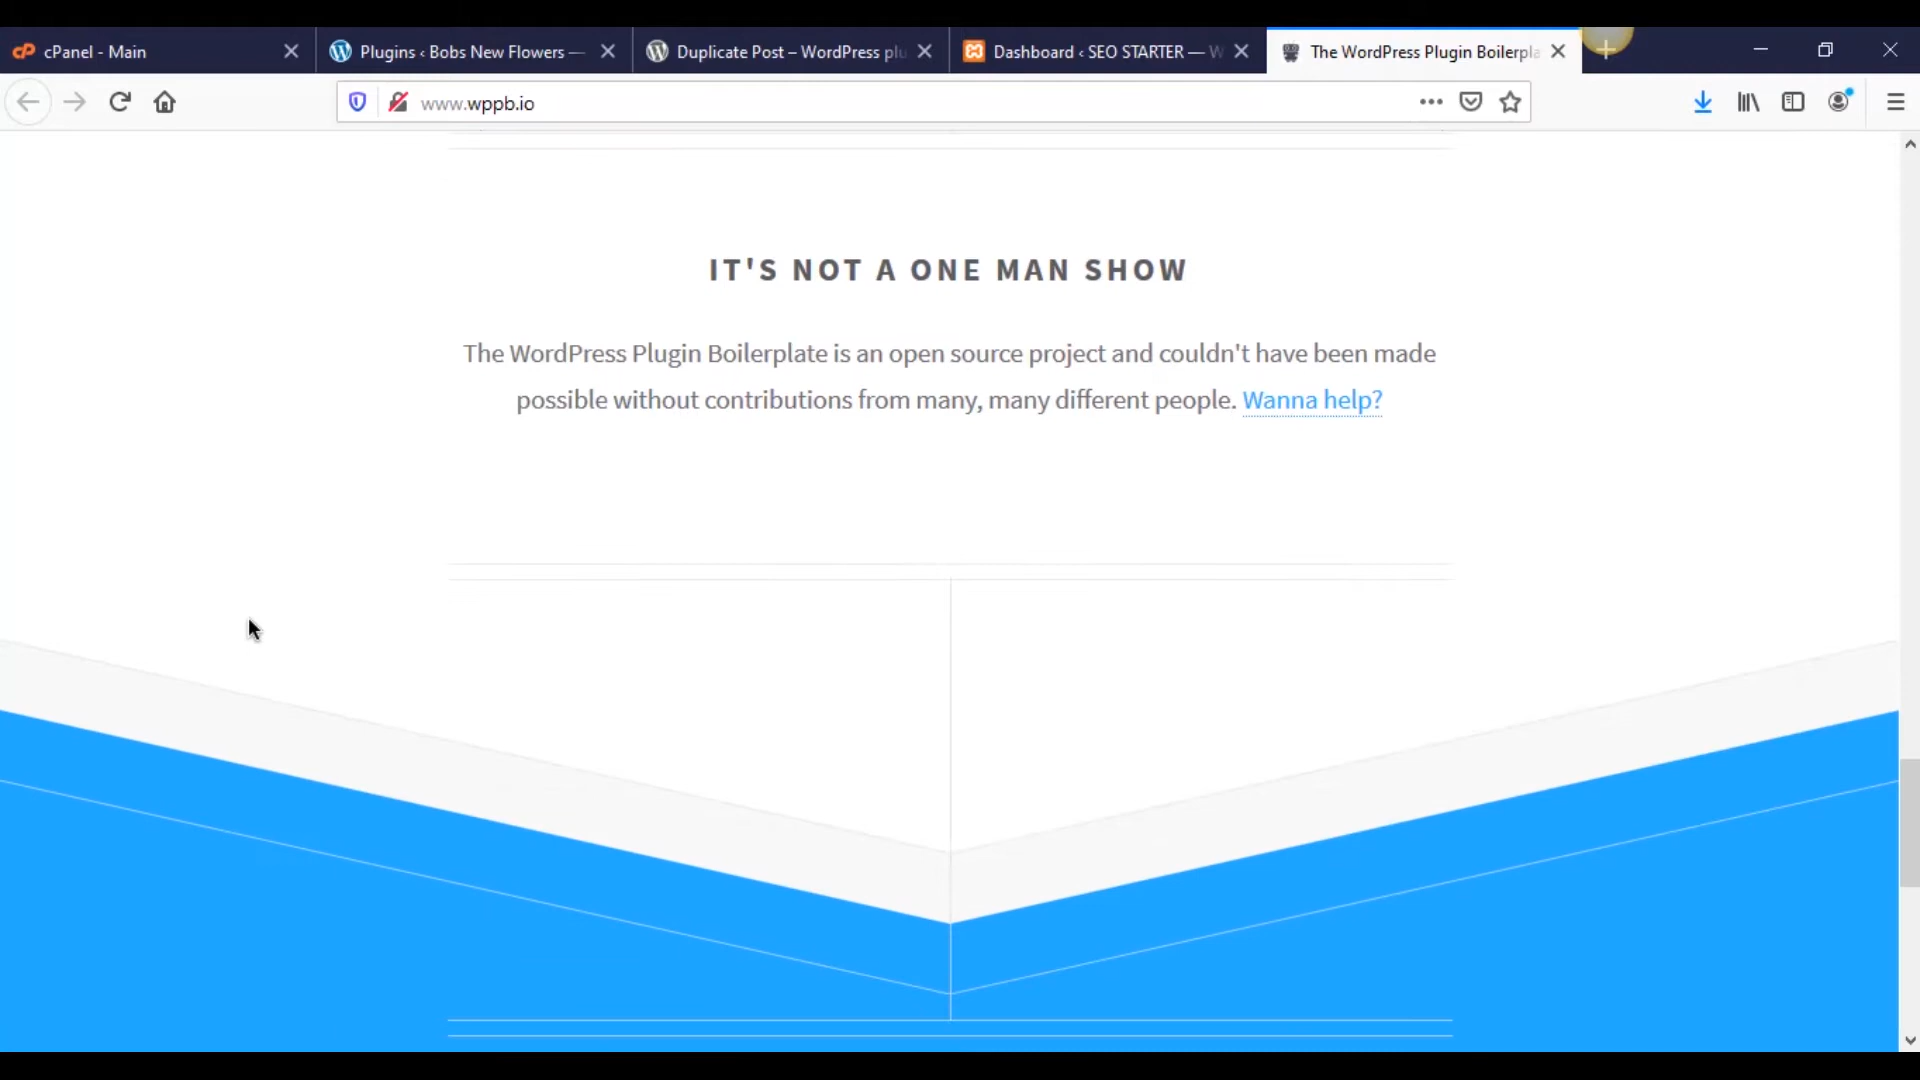 cPanel - Main
Plugins ‹ Bobs New Flowers —
Duplicate Post – WordPress plu
Dashboard ‹ SEO STARTER — W
The WordPress Plugin Boilerpla
www.wppb.io
IT'S NOT A ONE MAN SHOW
The WordPress Plugin Boilerplate is an open source project and couldn't have been made
possible without contributions from many, many different people. Wanna help?